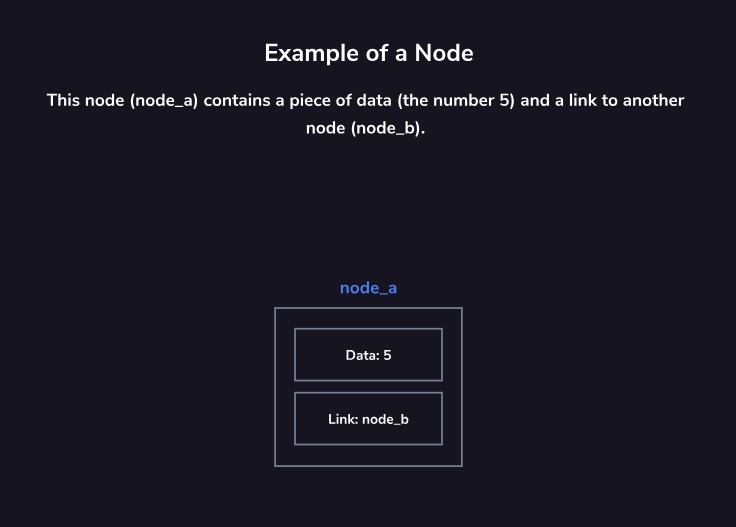 Example of a Node
This node (node_a) contains a piece of data (the number 5) and a link to another
node (node_b).
node_a
Data: 5
Link: node_b